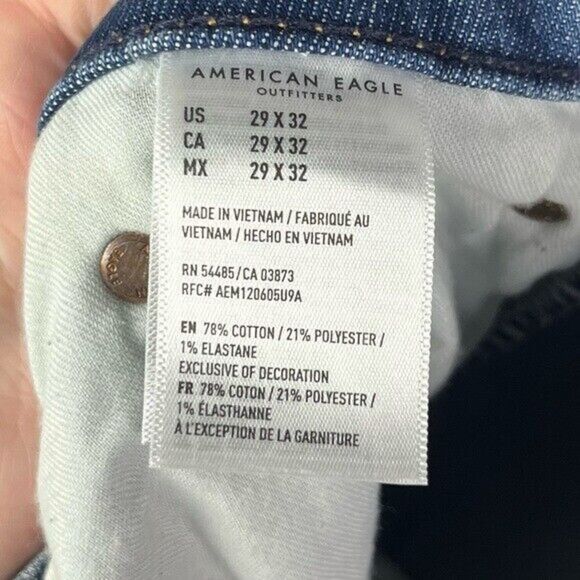 AMERICAN EAGLE
OUTFITTERS
US 29 X 32
CA 29 X 32
MX 29 X 32
MADE IN VIETNAM / FABRIQUÉ AU
VIETNAM / HECHO EN VIETNAM
RN 54485/CA 03873
RFC# AEM120605U9A
EN 78% COTTON / 21% POLYESTER /
1% ELASTANE
EXCLUSIVE OF DECORATION
FR 78% COTON / 21% POLYESTER /
1% ÉLASTHANNE
À L'EXCEPTION DE LA GARNITURE